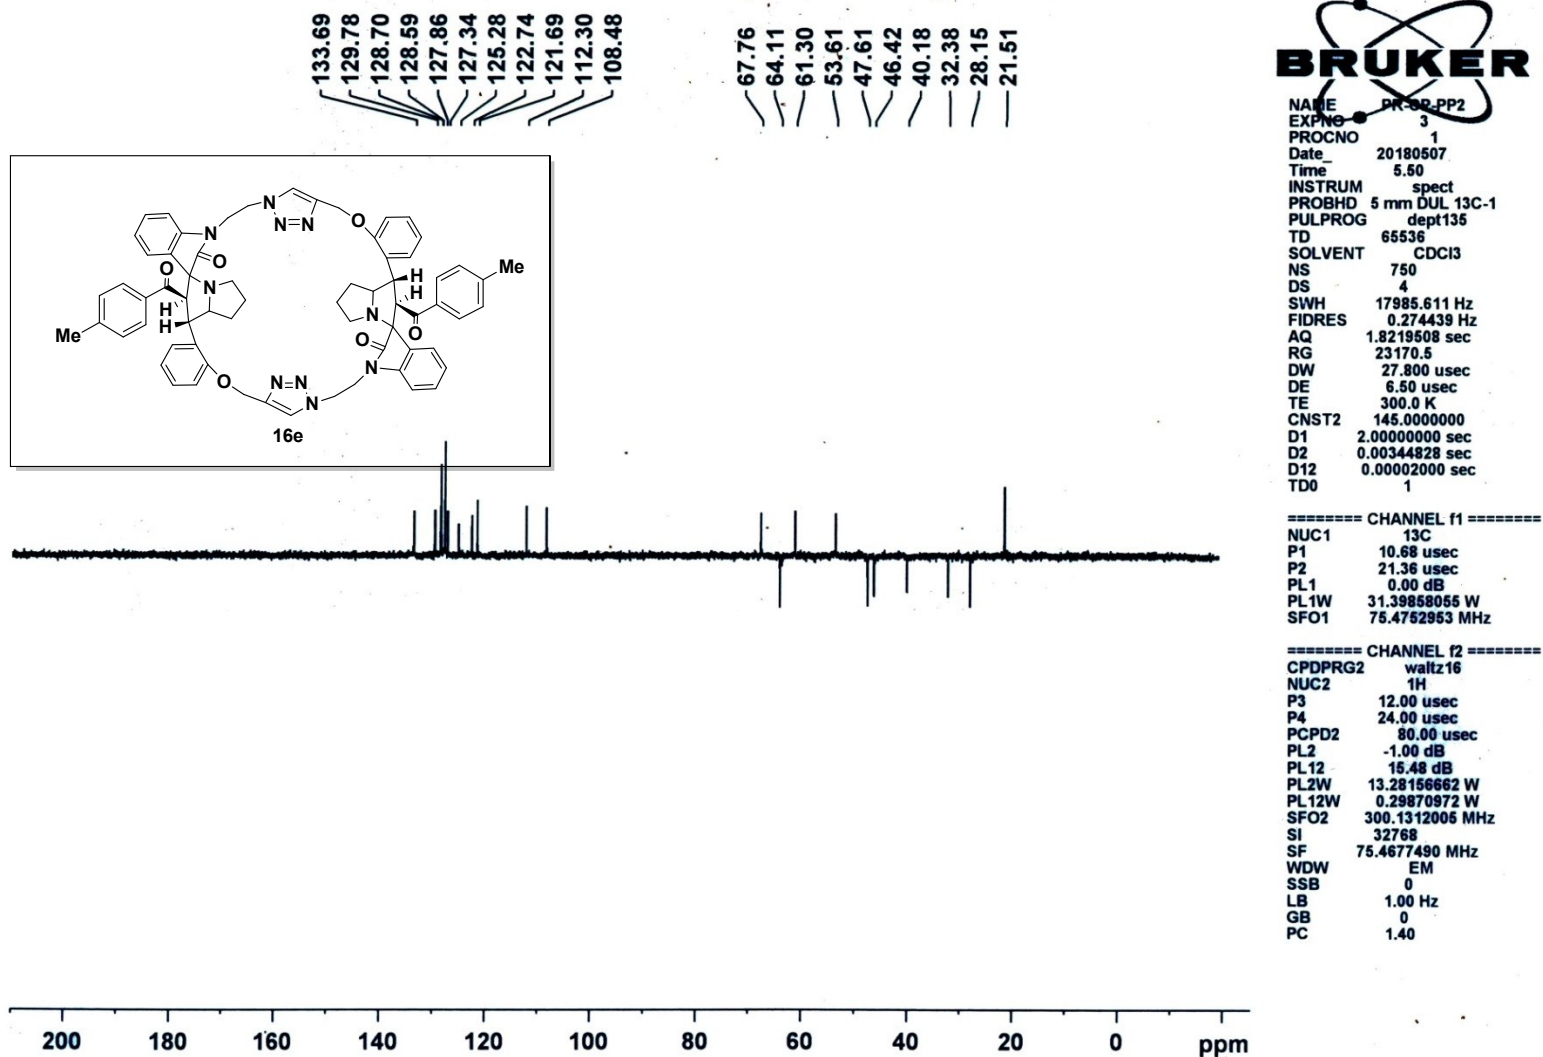 133.69
129.78
128.70
128.59
127.86
127.34
125.28
122.74
121.69
112.30
108.48
67.76
64.11
61.30
53.61
47.61
46.42
40.18
32.38
28.15
21.51
BRUKER
NAME PR-SP-PP2
EXPNO 3
PROCNO 1
Date_ 20180507
Time 5.50
INSTRUM spect
PROBHD 5 mm DUL 13C-1
PULPROG dept135
TD 65536
SOLVENT CDCl3
NS 750
DS 4
SWH 17985.611 Hz
FIDRES 0.274439 Hz
AQ 1.8219508 sec
RG 23170.5
DW 27.800 usec
DE 6.50 usec
TE 300.0 K
CNST2 145.0000000
D1 2.00000000 sec
D2 0.00344828 sec
D12 0.00002000 sec
TD0 1
======== CHANNEL f1 ========
NUC1 13C
P1 10.68 usec
P2 21.36 usec
PL1 0.00 dB
PL1W 31.39858055 W
SFO1 75.4752953 MHz
======== CHANNEL f2 ========
CPDPRG2 waltz16
NUC2 1H
P3 12.00 usec
P4 24.00 usec
PCPD2 80.00 usec
PL2 -1.00 dB
PL12 15.48 dB
PL2W 13.28156662 W
PL12W 0.29870972 W
SFO2 300.1312005 MHz
SI 32768
SF 75.4677490 MHz
WDW EM
SSB 0
LB 1.00 Hz
GB 0
PC 1.40
N
N=N
O
N
O
O
N
H
H
Me
H
H
N
O
Me
O
N
O
N=N
N
16e
200 180 160 140 120 100 80 60 40 20 0 ppm